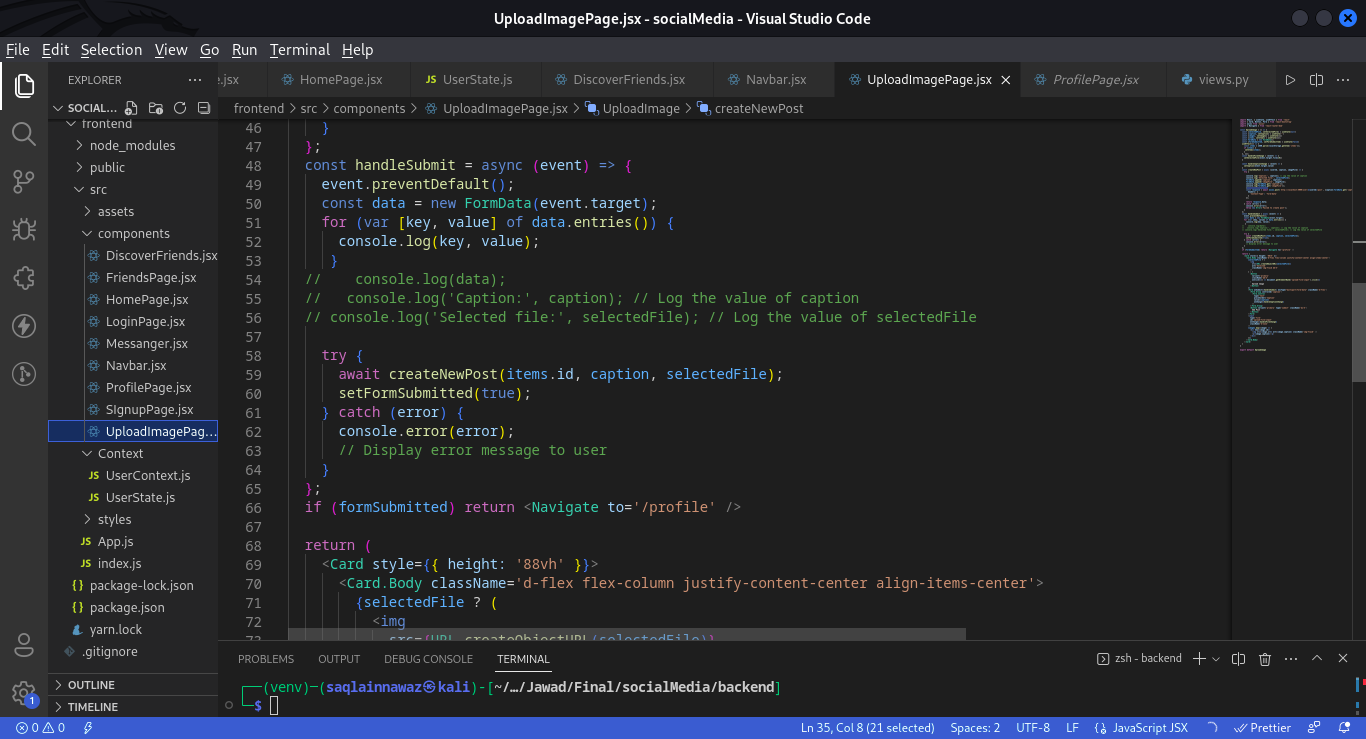 UploadImagePage.jsx - socialMedia - Visual Studio Code
File Edit Selection View Go Run Terminal Help
EXPLORER
SOCIAL...
frontend
node_modules
public
src
assets
components
DiscoverFriends.jsx
FriendsPage.jsx
HomePage.jsx
LoginPage.jsx
Messanger.jsx
Navbar.jsx
ProfilePage.jsx
SIgnupPage.jsx
UploadImagePag...
Context
JS UserContext.js
JS UserState.js
styles
JS App.js
JS index.js
{} package-lock.json
{} package.json
yarn.lock
.gitignore
OUTLINE
TIMELINE
1
e.jsx HomePage.jsx JS UserState.js DiscoverFriends.jsx Navbar.jsx UploadImagePage.jsx ProfilePage.jsx views.py
frontend > src > components > UploadImagePage.jsx > UploadImage > createNewPost
46 }
47 };
48 const handleSubmit = async (event) => {
49 event.preventDefault();
50 const data = new FormData(event.target);
51 for (var [key, value] of data.entries()) {
52 console.log(key, value);
53 }
54 // console.log(data);
55 // console.log('Caption:', caption); // Log the value of caption
56 // console.log('Selected file:', selectedFile); // Log the value of selectedFile
57
58 try {
59 await createNewPost(items.id, caption, selectedFile);
60 setFormSubmitted(true);
61 } catch (error) {
62 console.error(error);
63 // Display error message to user
64 }
65 };
66 if (formSubmitted) return <Navigate to='/profile' />
67
68 return (
69 <Card style={{ height: '88vh' }}>
70 <Card.Body className='d-flex flex-column justify-content-center align-items-center'>
71 {selectedFile ? (
72 <img
73 src={URL.createObjectURL(selectedFile)}
PROBLEMS OUTPUT DEBUG CONSOLE TERMINAL
zsh - backend
(venv)─(saqlainnawaz㉿kali)-[~/…/Jawad/Final/socialMedia/backend]
$
0 0
Ln 35, Col 8 (21 selected) Spaces: 2 UTF-8 LF {} JavaScript JSX Prettier